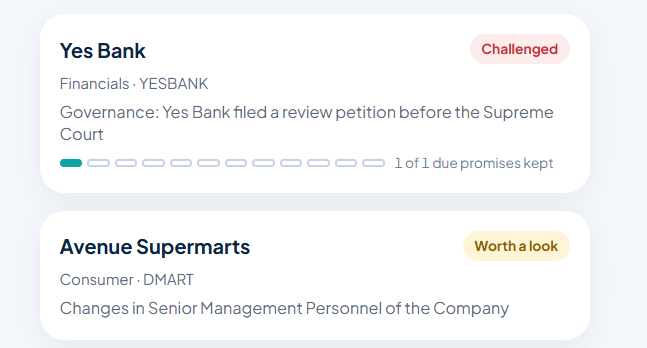 Yes Bank
Challenged
Financials · YESBANK
Governance: Yes Bank filed a review petition before the Supreme
Court
1 of 1 due promises kept
Avenue Supermarts
Worth a look
Consumer · DMART
Changes in Senior Management Personnel of the Company